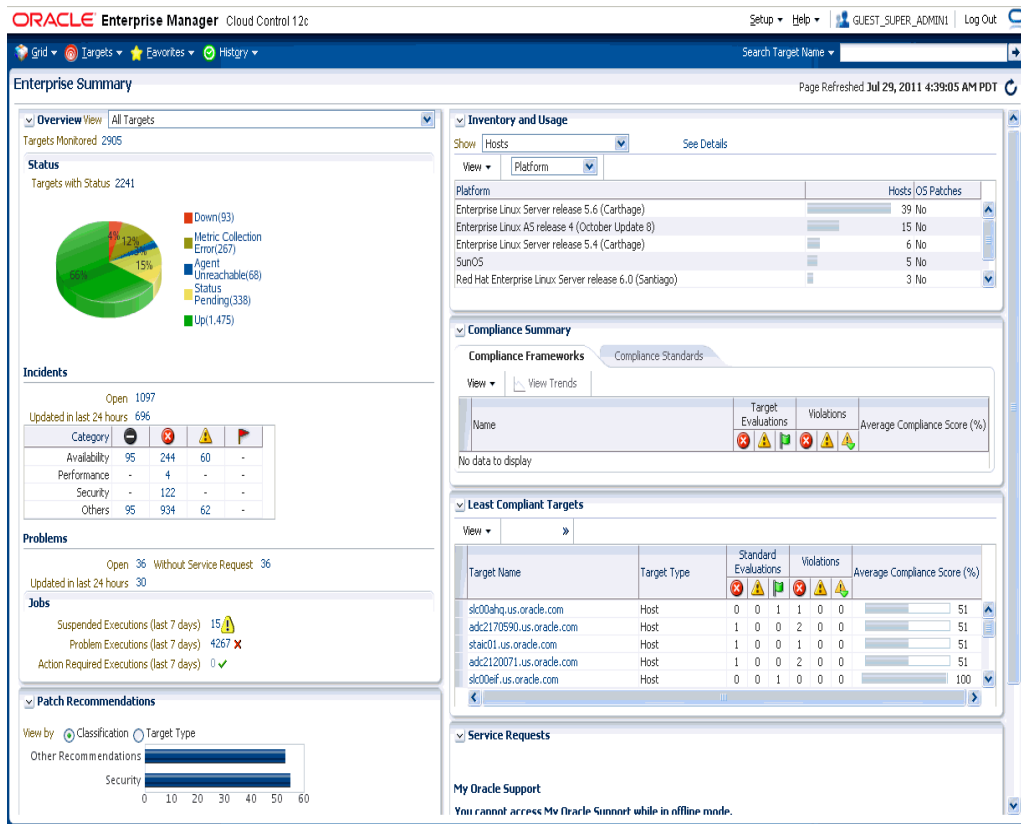 ORACLE Enterprise Manager Cloud Control 12c
Setup Help GUEST_SUPER_ADMIN1 Log Out
Grid Targets Favorites History
Search Target Name
Enterprise Summary
Page Refreshed Jul 29, 2011 4:39:05 AM PDT
Overview View All Targets
Targets Monitored 2905
Status
Targets with Status 2241
4%
12%
3%
15%
66%
Down(93)
Metric Collection
Error(267)
Agent
Unreachable(68)
Status
Pending(338)
Up(1,475)
Incidents
Open 1097
Updated in last 24 hours 696
Category
Availability 95 244 60 -
Performance - 4 - -
Security - 122 - -
Others 95 934 62 -
Problems
Open 36 Without Service Request 36
Updated in last 24 hours 30
Jobs
Suspended Executions (last 7 days) 15
Problem Executions (last 7 days) 4267
Action Required Executions (last 7 days) 0
Patch Recommendations
View by Classification Target Type
Other Recommendations
Security
0 10 20 30 40 50 60
Inventory and Usage
Show Hosts See Details
View Platform
Platform Hosts OS Patches
Enterprise Linux Server release 5.6 (Carthage) 39 No
Enterprise Linux AS release 4 (October Update 8) 15 No
Enterprise Linux Server release 5.4 (Carthage) 6 No
SunOS 5 No
Red Hat Enterprise Linux Server release 6.0 (Santiago) 3 No
Compliance Summary
Compliance Frameworks Compliance Standards
View View Trends
Name Target Evaluations Violations Average Compliance Score (%)
No data to display
Least Compliant Targets
View »
Target Name Target Type Standard Evaluations Violations Average Compliance Score (%)
slc00ahq.us.oracle.com Host 0 0 1 1 0 0 51
adc2170590.us.oracle.com Host 1 0 0 2 0 0 51
staic01.us.oracle.com Host 1 0 0 1 0 0 51
adc2120071.us.oracle.com Host 1 0 0 2 0 0 51
slc00eif.us.oracle.com Host 0 0 1 0 0 0 100
Service Requests
My Oracle Support
You cannot access My Oracle Support while in offline mode.